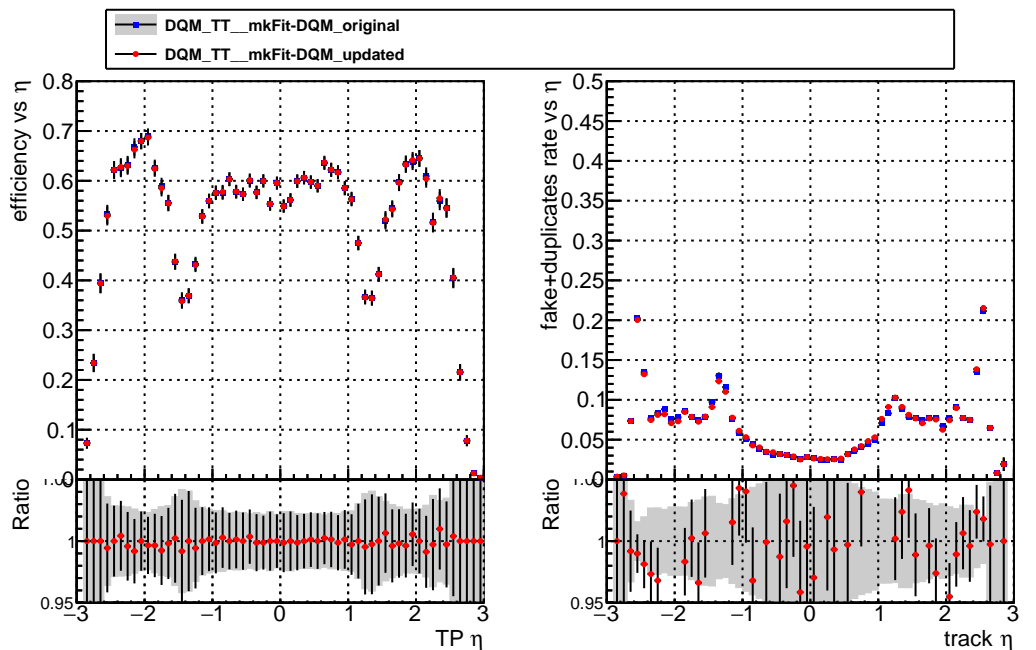 DQM_TT__mkFit-DQM_original
DQM_TT__mkFit-DQM_updated
efficiency vs η
0.8
0.7
0.6
0.5
0.4
0.3
0.2
0.1
0
Ratio
1
0.95
−3 −2 −1 0 1 2 3
TP η
fake+duplicates rate vs η
0.5
0.45
0.4
0.35
0.3
0.25
0.2
0.15
0.1
0.05
0
Ratio
1
0.95
−3 −2 −1 0 1 2 3
track η